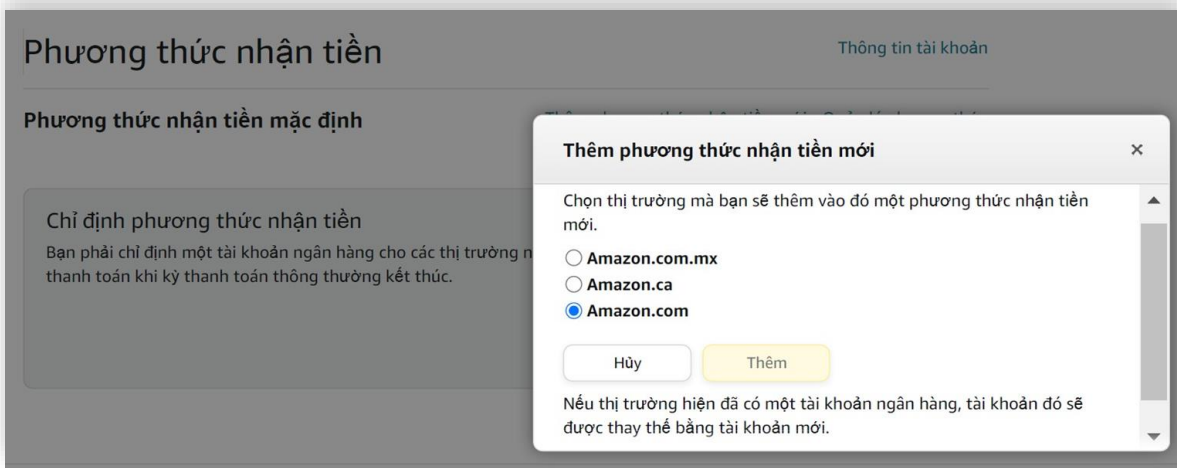 Phương thức nhận tiền
Thông tin tài khoản
Phương thức nhận tiền mặc định
Chỉ định phương thức nhận tiền
Bạn phải chỉ định một tài khoản ngân hàng cho các thị trường n
thanh toán khi kỳ thanh toán thông thường kết thúc.
Thêm phương thức nhận tiền mới
×
Chọn thị trường mà bạn sẽ thêm vào đó một phương thức nhận tiền
mới.
Amazon.com.mx
Amazon.ca
Amazon.com
Hủy
Thêm
Nếu thị trường hiện đã có một tài khoản ngân hàng, tài khoản đó sẽ
được thay thế bằng tài khoản mới.